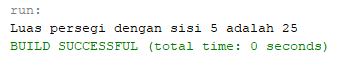 run:
Luas persegi dengan sisi 5 adalah 25
BUILD SUCCESSFUL (total time: 0 seconds)